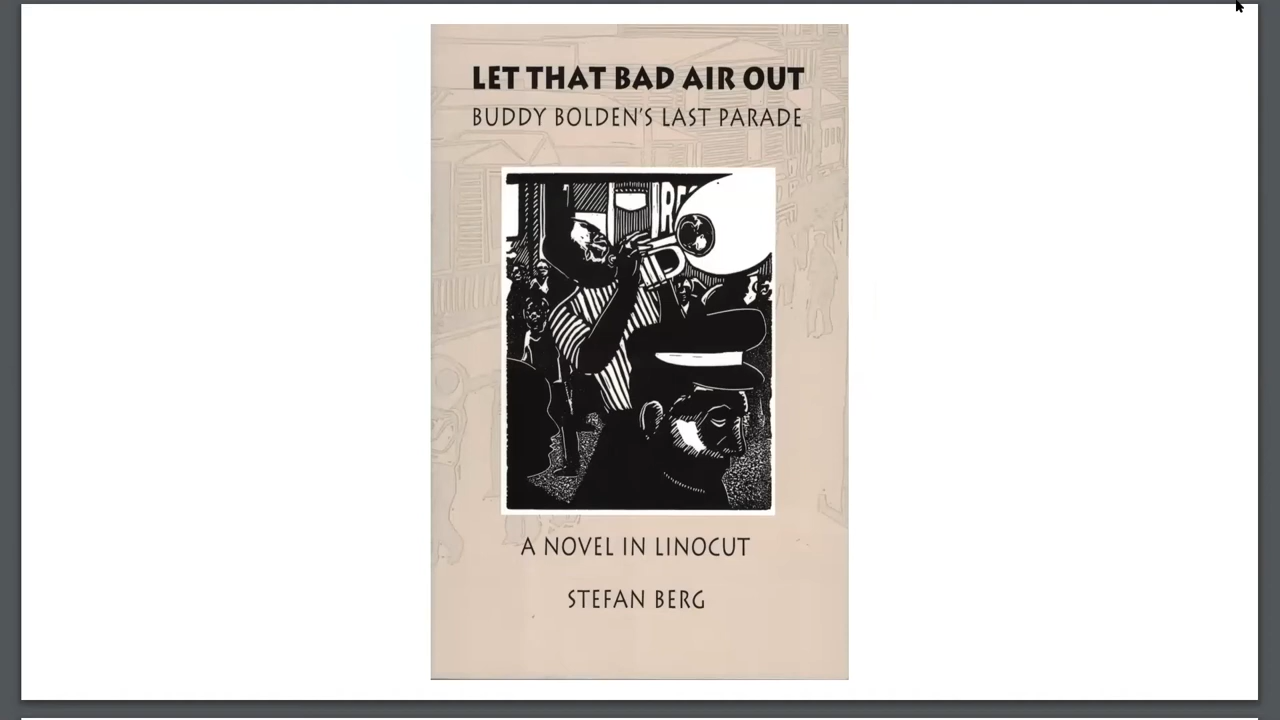 LET THAT BAD AIR OUT
BUDDY BOLDEN'S LAST PARADE
A NOVEL IN LINOCUT
STEFAN BERG